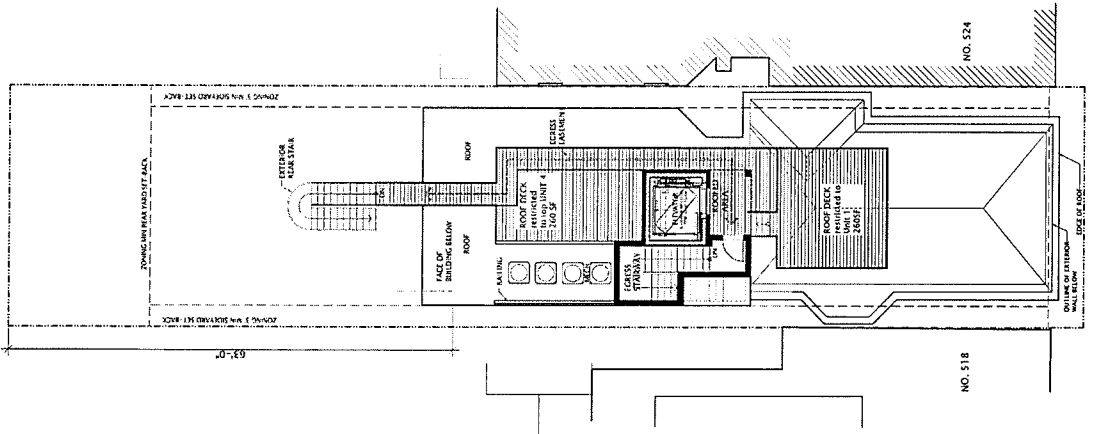 NO. 524
ZONING 3' MIN SIDEYARD SET-BACK
ZONING MIN REAR YARD SET-BACK
EXTERIOR
REAR STAIR
DN
ROOF
EGRESS
EASEMENT
FACE OF
BUILDING BELOW
ROOF
ROOF DECK
restricted
to top UNIT 4
260 SF
ELEVATOR
ROOFED
AREA
ROOF DECK
restricted to
Unit 1
260SF
RAILING
MECH
EGRESS
STAIRWAY
DN
EDGE OF ROOF
OUTLINE OF EXTERIOR
WALL BELOW
ZONING 3' MIN SIDEYARD SET-BACK
63'-0"
NO. 518